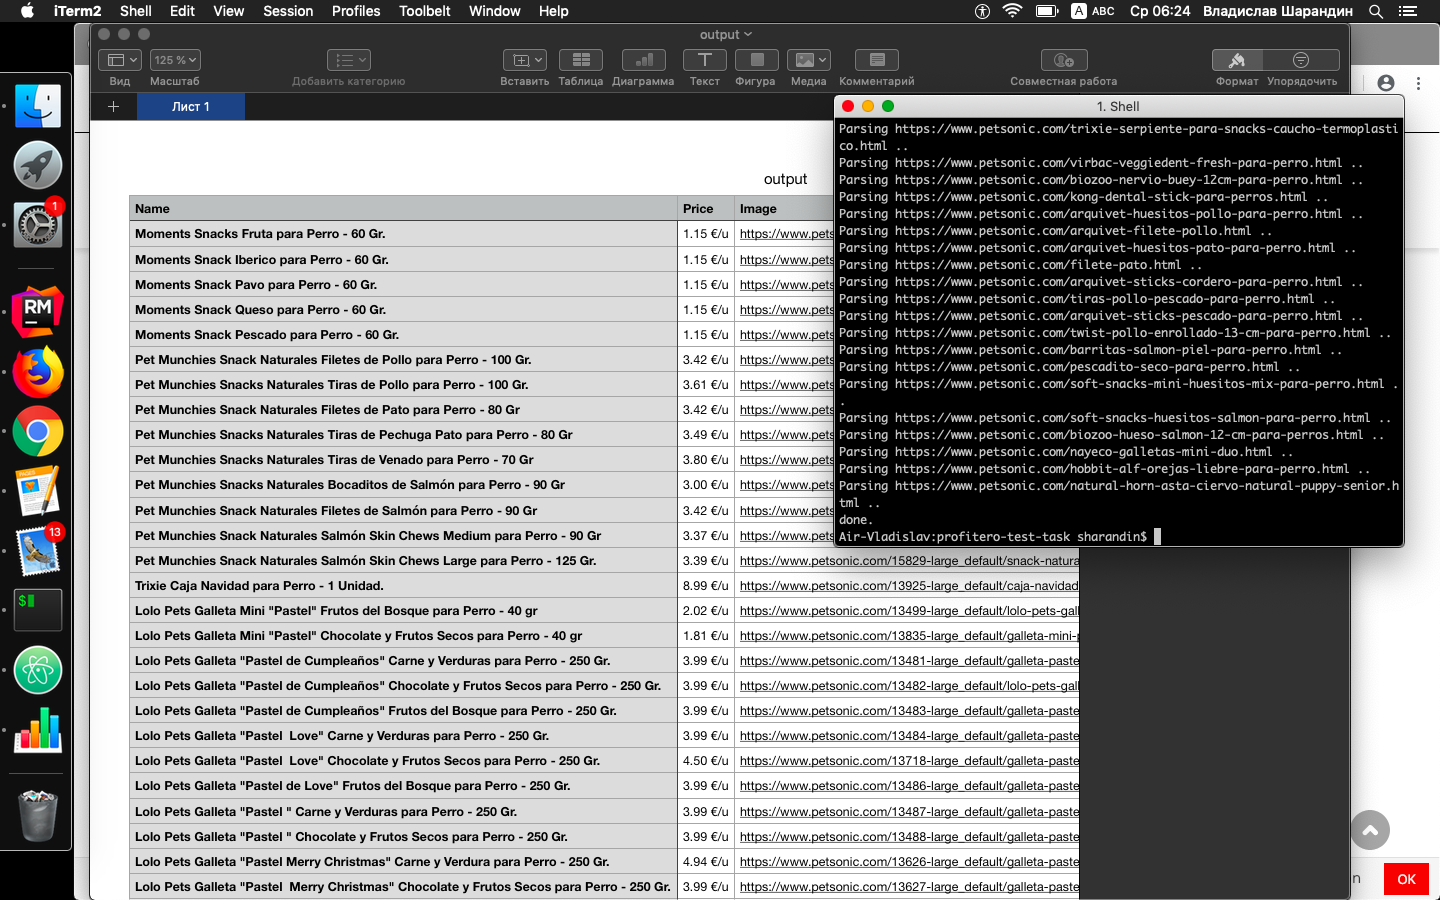 iTerm2 Shell Edit View Session Profiles Toolbelt Window Help
A ABC Ср 06:24 Владислав Шарандин
output
125 %
Вид Масштаб Добавить категорию Вставить Таблица Диаграмма Текст Фигура Медиа Комментарий Совместная работа Формат Упорядочить
Лист 1
output
Name Price Image
Moments Snacks Fruta para Perro - 60 Gr. 1.15 €/u https://www.pets
Moments Snack Iberico para Perro - 60 Gr. 1.15 €/u https://www.pets
Moments Snack Pavo para Perro - 60 Gr. 1.15 €/u https://www.pets
Moments Snack Queso para Perro - 60 Gr. 1.15 €/u https://www.pets
Moments Snack Pescado para Perro - 60 Gr. 1.15 €/u https://www.pets
Pet Munchies Snack Naturales Filetes de Pollo para Perro - 100 Gr. 3.42 €/u https://www.pets
Pet Munchies Snacks Naturales Tiras de Pollo para Perro - 100 Gr. 3.61 €/u https://www.pets
Pet Munchies Snack Naturales Filetes de Pato para Perro - 80 Gr 3.42 €/u https://www.pets
Pet Munchies Snacks Naturales Tiras de Pechuga Pato para Perro - 80 Gr 3.49 €/u https://www.pets
Pet Munchies Snacks Naturales Tiras de Venado para Perro - 70 Gr 3.80 €/u https://www.pets
Pet Munchies Snacks Naturales Bocaditos de Salmón para Perro - 90 Gr 3.00 €/u https://www.pets
Pet Munchies Snack Naturales Filetes de Salmón para Perro - 90 Gr 3.42 €/u https://www.pets
Pet Munchies Snack Naturales Salmón Skin Chews Medium para Perro - 90 Gr 3.37 €/u https://www.pets
Pet Munchies Snack Naturales Salmón Skin Chews Large para Perro - 125 Gr. 3.39 €/u https://www.petsonic.com/15829-large_default/snack-natura
Trixie Caja Navidad para Perro - 1 Unidad. 8.99 €/u https://www.petsonic.com/13925-large_default/caja-navidad
Lolo Pets Galleta Mini "Pastel" Frutos del Bosque para Perro - 40 gr 2.02 €/u https://www.petsonic.com/13499-large_default/lolo-pets-gall
Lolo Pets Galleta Mini "Pastel" Chocolate y Frutos Secos para Perro - 40 gr 1.81 €/u https://www.petsonic.com/13835-large_default/galleta-mini-p
Lolo Pets Galleta "Pastel de Cumpleaños" Carne y Verduras para Perro - 250 Gr. 3.99 €/u https://www.petsonic.com/13481-large_default/galleta-paste
Lolo Pets Galleta "Pastel de Cumpleaños" Chocolate y Frutos Secos para Perro - 250 Gr. 3.99 €/u https://www.petsonic.com/13482-large_default/lolo-pets-gall
Lolo Pets Galleta "Pastel de Cumpleaños" Frutos del Bosque para Perro - 250 Gr. 3.99 €/u https://www.petsonic.com/13483-large_default/galleta-paste
Lolo Pets Galleta "Pastel  Love" Carne y Verduras para Perro - 250 Gr. 3.99 €/u https://www.petsonic.com/13484-large_default/galleta-paste
Lolo Pets Galleta "Pastel  Love" Chocolate y Frutos Secos para Perro - 250 Gr. 4.50 €/u https://www.petsonic.com/13718-large_default/galleta-paste
Lolo Pets Galleta "Pastel de Love" Frutos del Bosque para Perro - 250 Gr. 3.99 €/u https://www.petsonic.com/13486-large_default/galleta-paste
Lolo Pets Galleta "Pastel " Carne y Verduras para Perro - 250 Gr. 3.99 €/u https://www.petsonic.com/13487-large_default/galleta-paste
Lolo Pets Galleta "Pastel " Chocolate y Frutos Secos para Perro - 250 Gr. 3.99 €/u https://www.petsonic.com/13488-large_default/galleta-paste
Lolo Pets Galleta "Pastel Merry Christmas" Carne y Verdura para Perro - 250 Gr. 4.94 €/u https://www.petsonic.com/13626-large_default/galleta-paste
Lolo Pets Galleta "Pastel  Merry Christmas" Chocolate y Frutos Secos para Perro - 250 Gr. 3.99 €/u https://www.petsonic.com/13627-large_default/galleta-paste
1. Shell
Parsing https://www.petsonic.com/trixie-serpiente-para-snacks-caucho-termoplasti
co.html ..
Parsing https://www.petsonic.com/virbac-veggiedent-fresh-para-perro.html ..
Parsing https://www.petsonic.com/biozoo-nervio-buey-12cm-para-perro.html ..
Parsing https://www.petsonic.com/kong-dental-stick-para-perros.html ..
Parsing https://www.petsonic.com/arquivet-huesitos-pollo-para-perro.html ..
Parsing https://www.petsonic.com/arquivet-filete-pollo.html ..
Parsing https://www.petsonic.com/arquivet-huesitos-pato-para-perro.html ..
Parsing https://www.petsonic.com/filete-pato.html ..
Parsing https://www.petsonic.com/arquivet-sticks-cordero-para-perro.html ..
Parsing https://www.petsonic.com/tiras-pollo-pescado-para-perro.html ..
Parsing https://www.petsonic.com/arquivet-sticks-pescado-para-perro.html ..
Parsing https://www.petsonic.com/twist-pollo-enrollado-13-cm-para-perro.html ..
Parsing https://www.petsonic.com/barritas-salmon-piel-para-perro.html ..
Parsing https://www.petsonic.com/pescadito-seco-para-perro.html ..
Parsing https://www.petsonic.com/soft-snacks-mini-huesitos-mix-para-perro.html .
.
Parsing https://www.petsonic.com/soft-snacks-huesitos-salmon-para-perro.html ..
Parsing https://www.petsonic.com/biozoo-hueso-salmon-12-cm-para-perros.html ..
Parsing https://www.petsonic.com/nayeco-galletas-mini-duo.html ..
Parsing https://www.petsonic.com/hobbit-alf-orejas-liebre-para-perro.html ..
Parsing https://www.petsonic.com/natural-horn-asta-ciervo-natural-puppy-senior.h
tml ..
done.
Air-Vladislav:profitero-test-task sharandin$
1
RM
13
$
n
OK